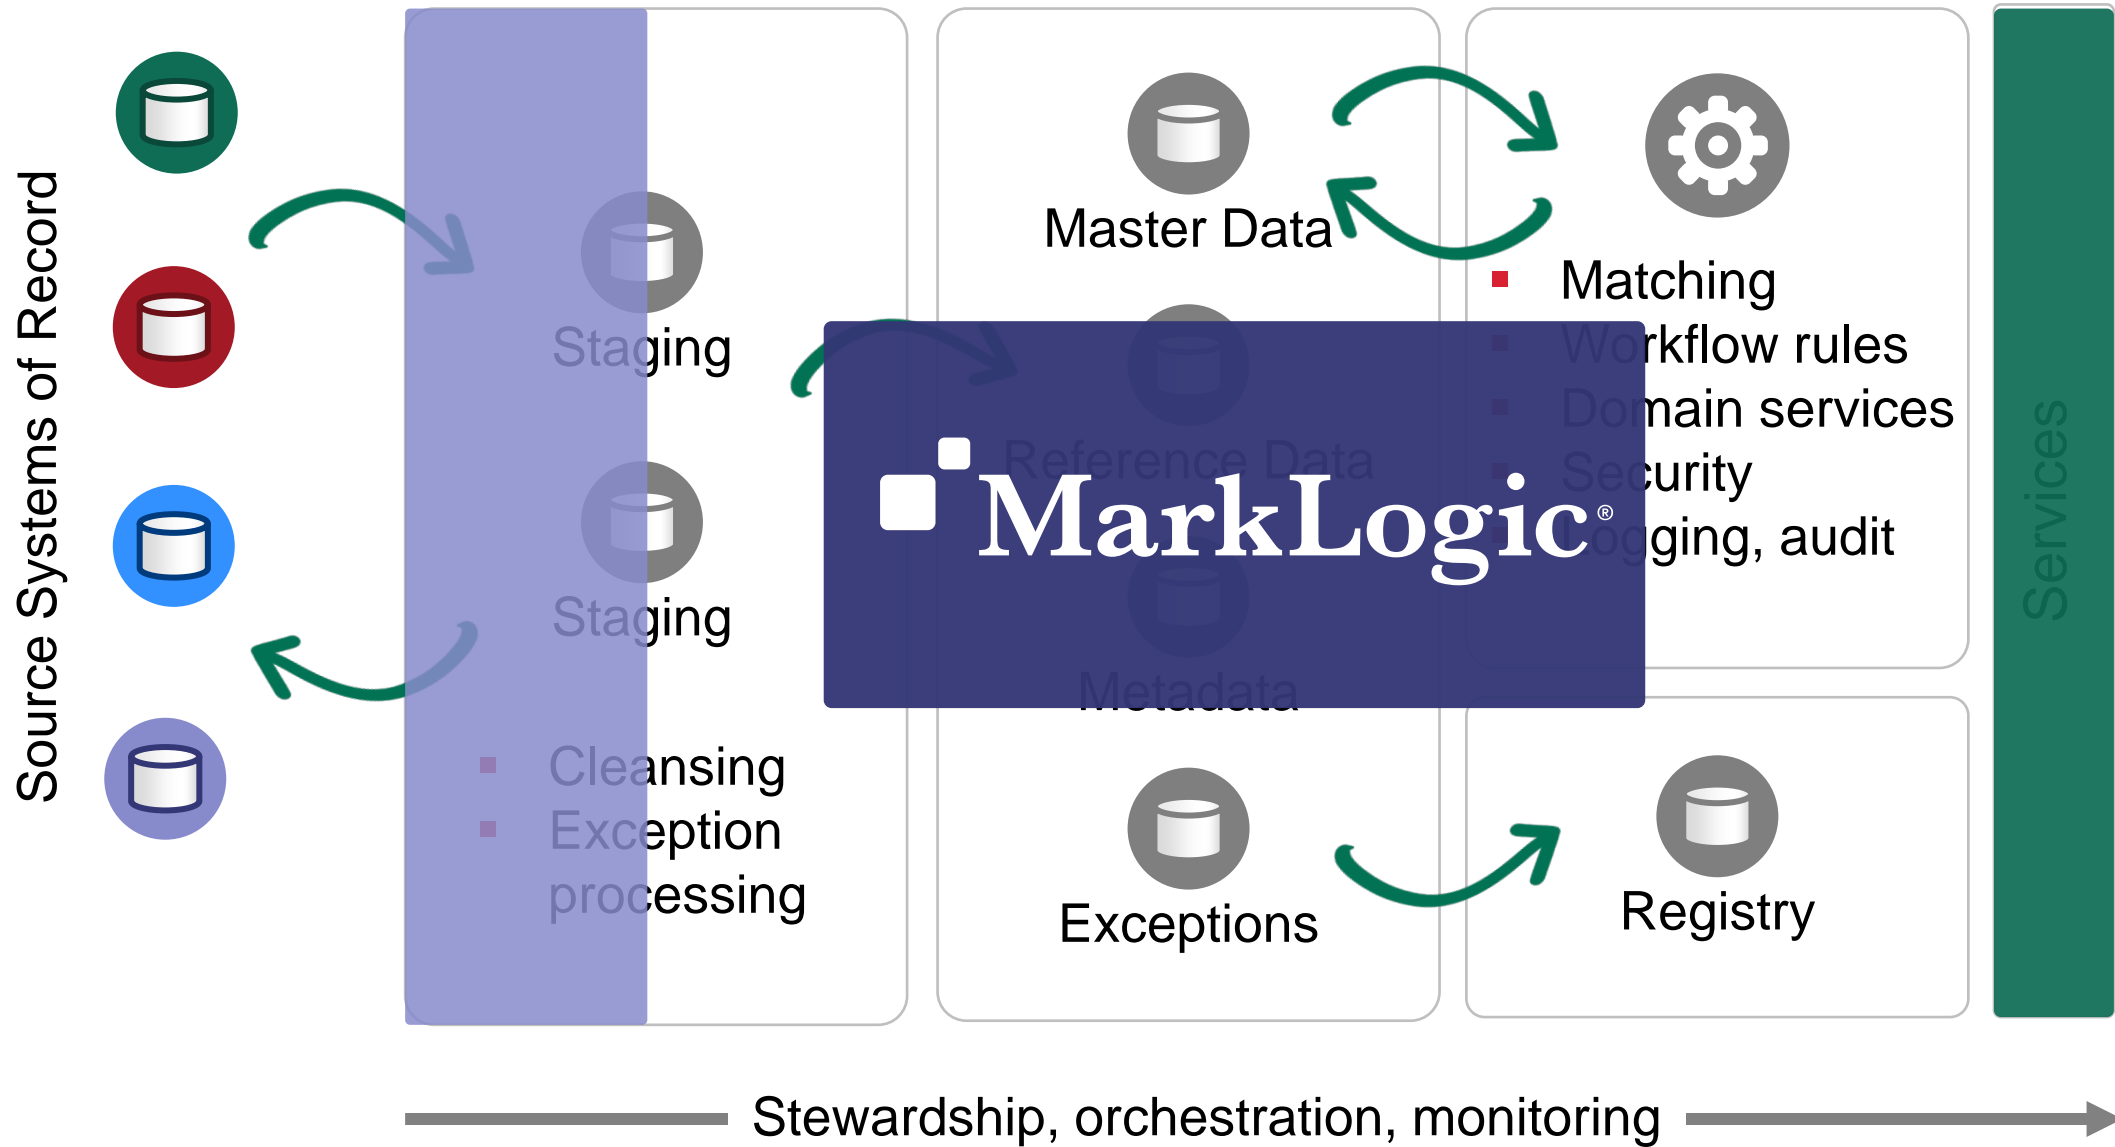 Source Systems of Record
Staging
Staging
Cleansing
Exception
processing
Master Data
Reference Data
Metadata
Exceptions
MarkLogic®
Matching
Workflow rules
Domain services
Security
Logging, audit
Registry
Services
Stewardship, orchestration, monitoring